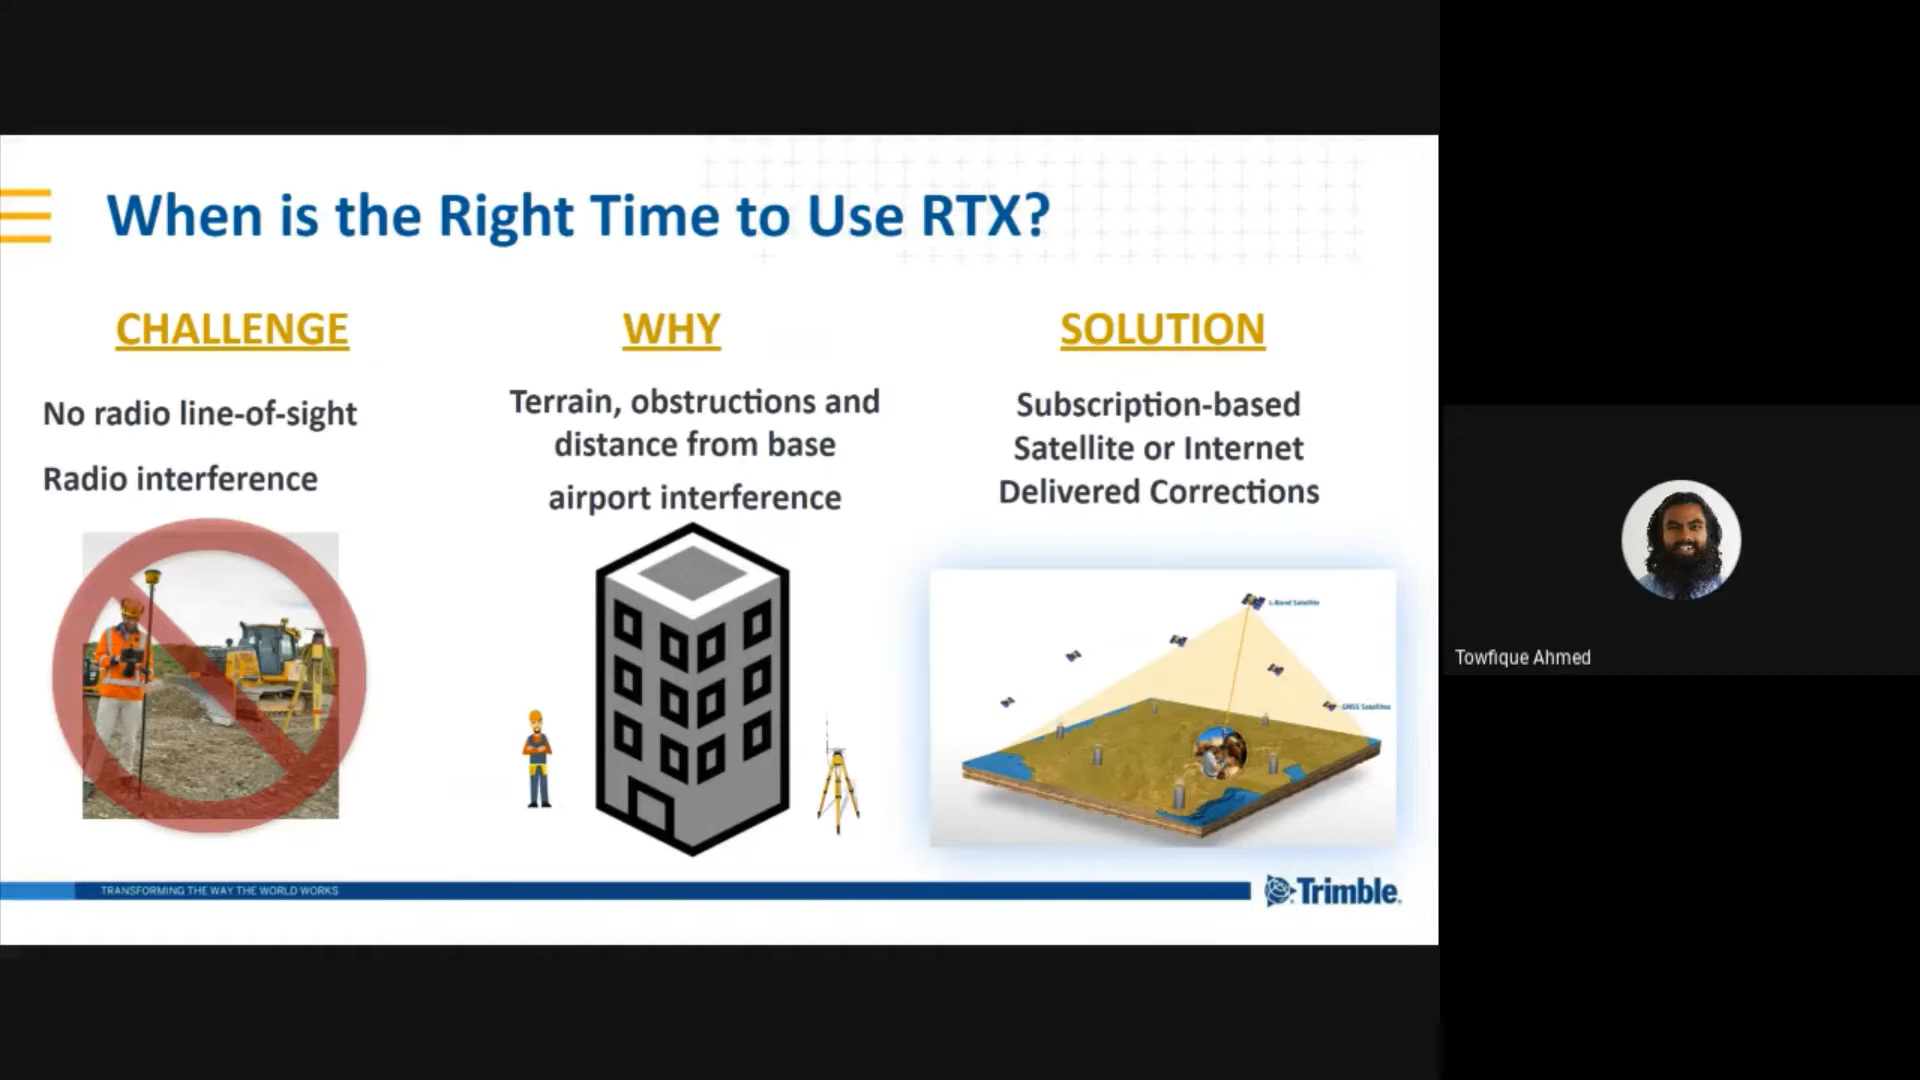 When is the Right Time to Use RTX?
CHALLENGE
No radio line-of-sight
Radio interference
WHY
Terrain, obstructions and
distance from base
airport interference
SOLUTION
Subscription-based
Satellite or Internet
Delivered Corrections
L-Band Satellite
GNSS Satellites
TRANSFORMING THE WAY THE WORLD WORKS
Trimble
Towfique Ahmed